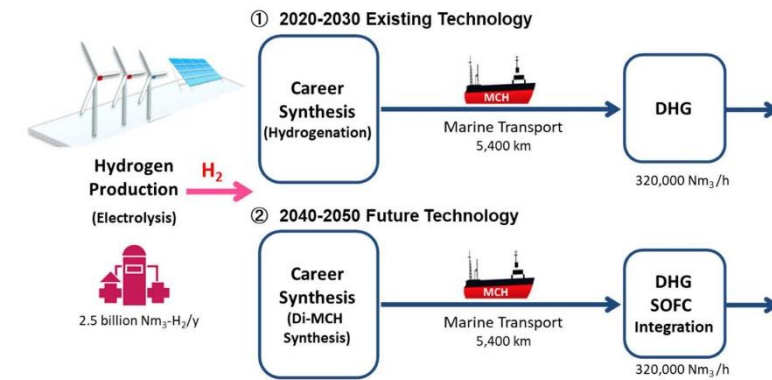 ① 2020-2030 Existing Technology
Career
Synthesis
(Hydrogenation)
MCH
Marine Transport
5,400 km
DHG
320,000 Nm3/h
Hydrogen
Production
(Electrolysis)
H2
2.5 billion Nm3-H2/y
② 2040-2050 Future Technology
Career
Synthesis
(Di-MCH
Synthesis)
MCH
Marine Transport
5,400 km
DHG
SOFC
Integration
320,000 Nm3/h